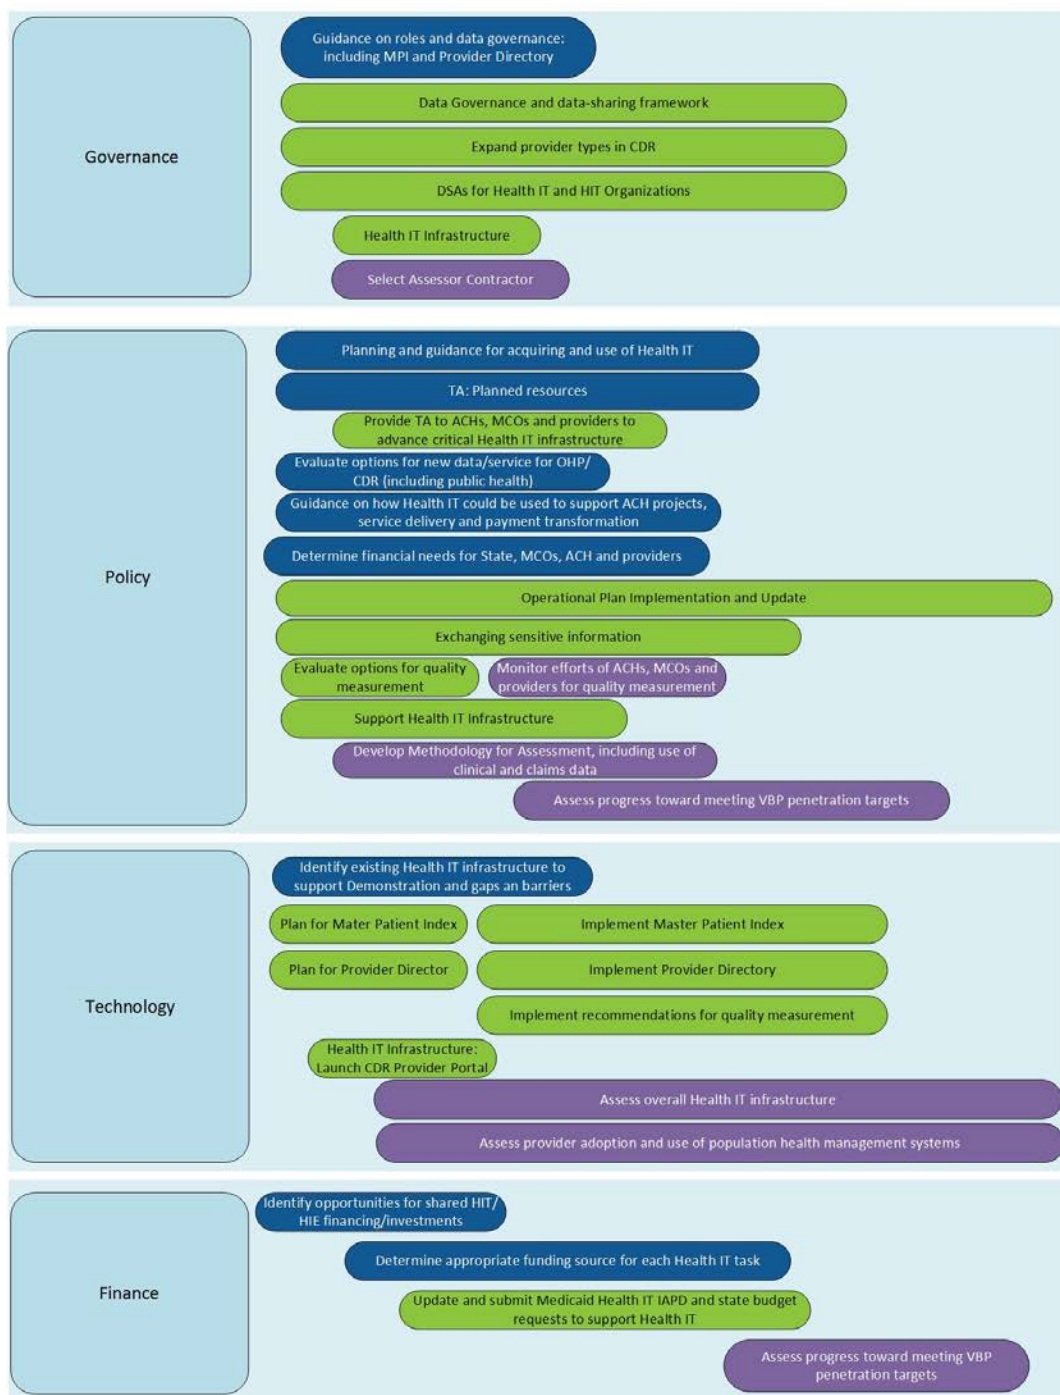 Governance
Guidance on roles and data governance:
including MPI and Provider Directory
Data Governance and data-sharing framework
Expand provider types in CDR
DSAs for Health IT and HIT Organizations
Health IT Infrastructure
Select Assessor Contractor
Policy
Planning and guidance for acquiring and use of Health IT
TA: Planned resources
Provide TA to ACHs, MCOs and providers to
advance critical Health IT infrastructure
Evaluate options for new data/service for OHP/
CDR (including public health)
Guidance on how Health IT could be used to support ACH projects,
service delivery and payment transformation
Determine financial needs for State, MCOs, ACH and providers
Operational Plan Implementation and Update
Exchanging sensitive information
Evaluate options for quality
measurement
Monitor efforts of ACHs, MCOs and
providers for quality measurement
Support Health IT Infrastructure
Develop Methodology for Assessment, including use of
clinical and claims data
Assess progress toward meeting VBP penetration targets
Technology
Identify existing Health IT infrastructure to
support Demonstration and gaps an barriers
Plan for Mater Patient Index
Implement Master Patient Index
Plan for Provider Director
Implement Provider Directory
Implement recommendations for quality measurement
Health IT Infrastructure:
Launch CDR Provider Portal
Assess overall Health IT infrastructure
Assess provider adoption and use of population health management systems
Finance
Identify opportunities for shared HIT/
HIE financing/investments
Determine appropriate funding source for each Health IT task
Update and submit Medicaid Health IT IAPD and state budget
requests to support Health IT
Assess progress toward meeting VBP
penetration targets